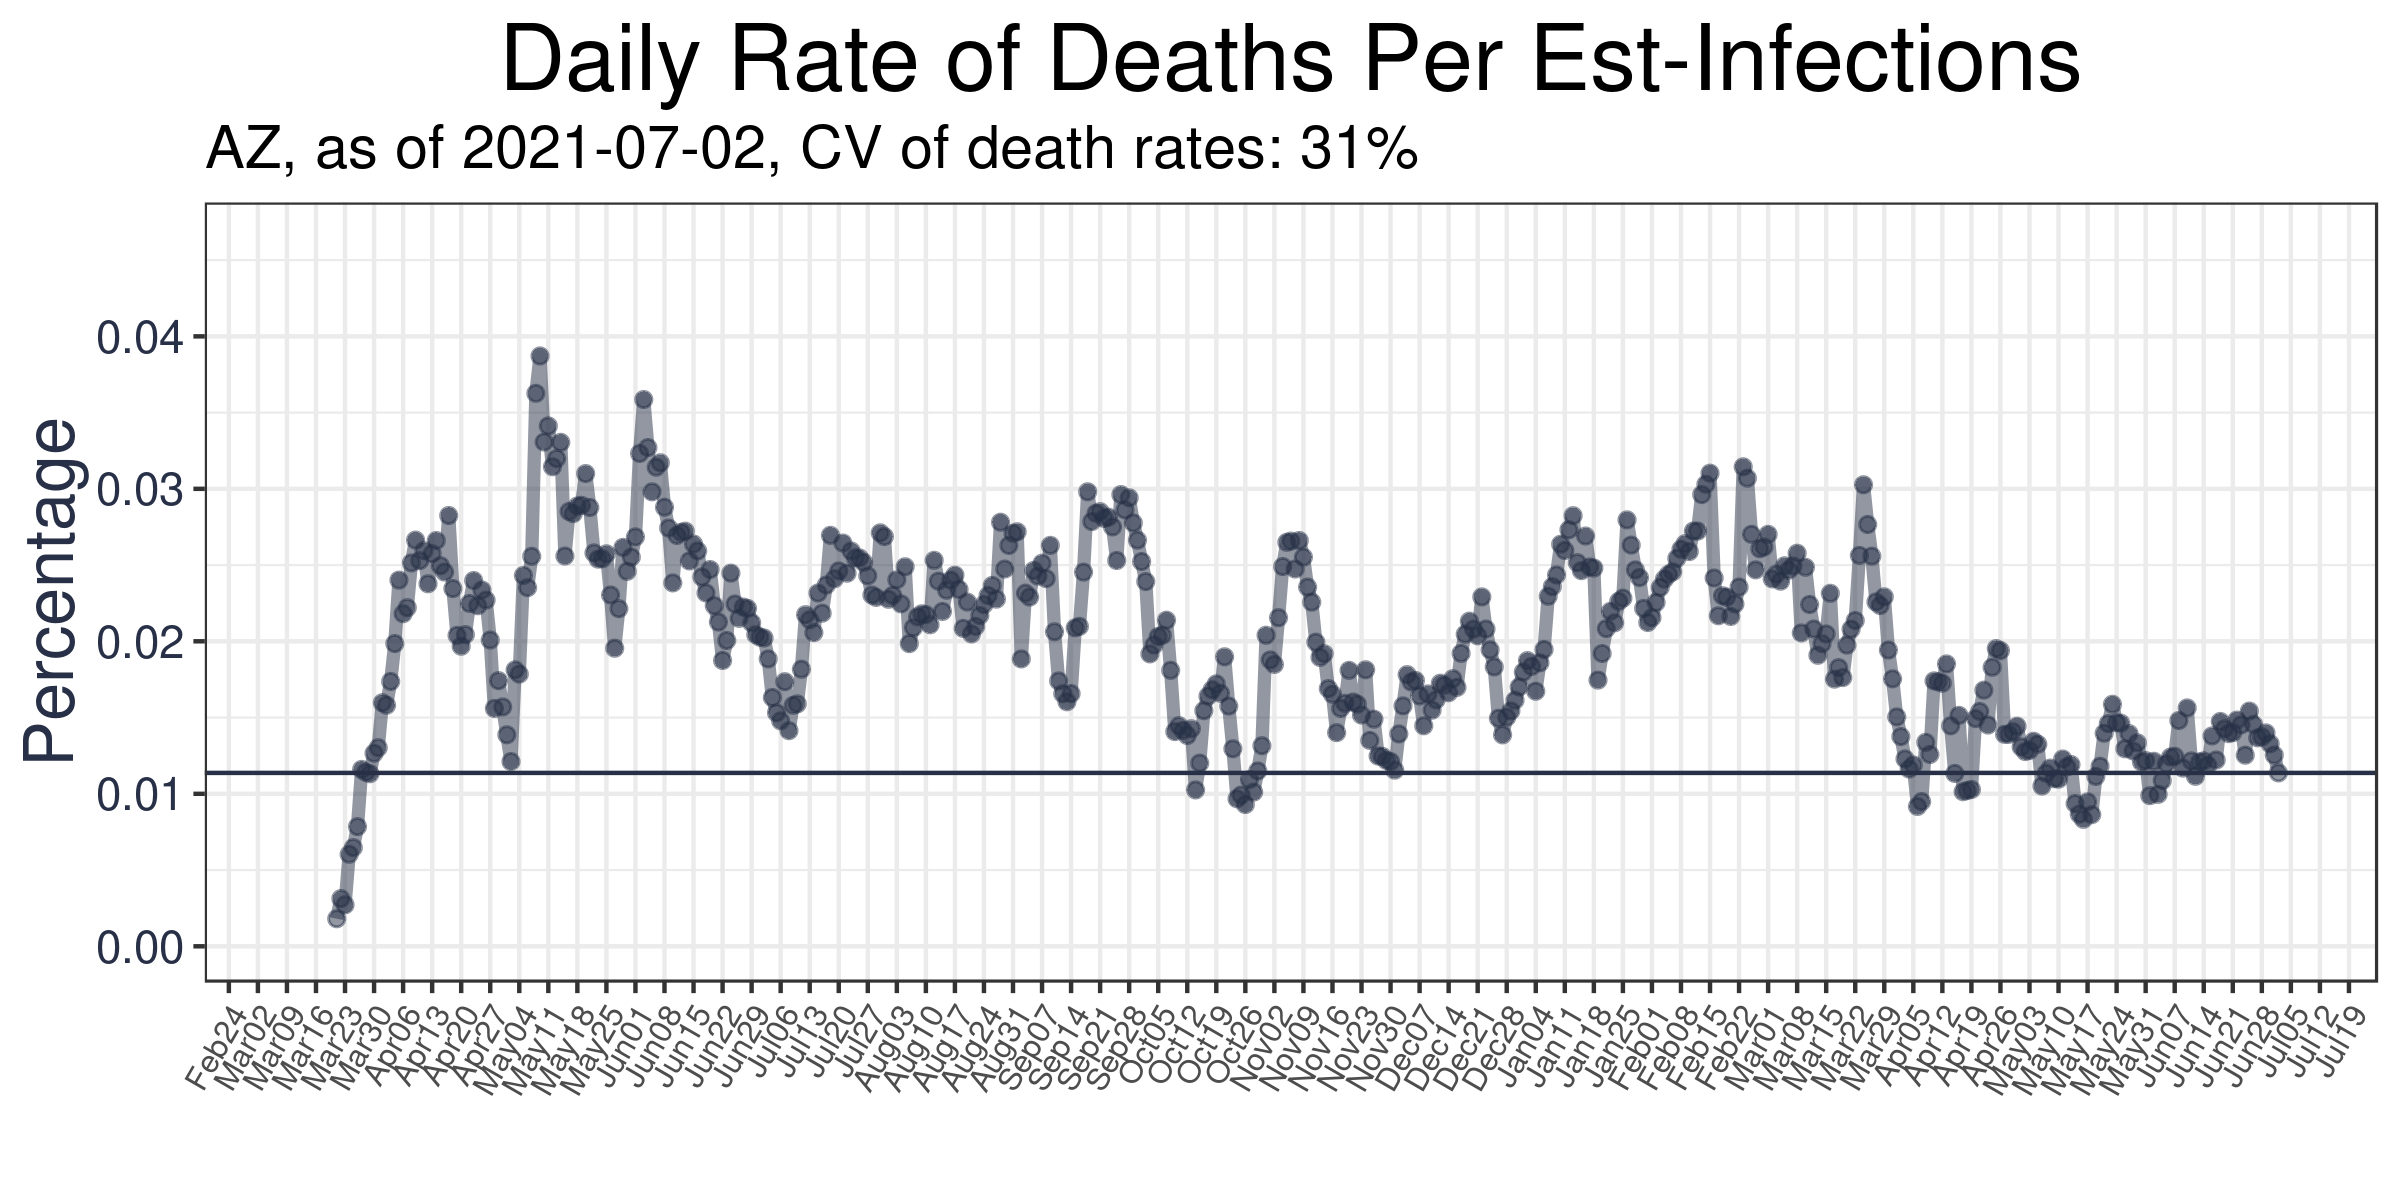 Daily Rate of Deaths Per Est-Infections
AZ, as of 2021-07-02, CV of death rates: 31%
Percentage
0.04
0.03
0.02
0.01
0.00
Feb24
Mar02
Mar09
Mar16
Mar23
Mar30
Apr06
Apr13
Apr20
Apr27
May04
May11
May18
May25
Jun01
Jun08
Jun15
Jun22
Jun29
Jul06
Jul13
Jul20
Jul27
Aug03
Aug10
Aug17
Aug24
Aug31
Sep07
Sep14
Sep21
Sep28
Oct05
Oct12
Oct19
Oct26
Nov02
Nov09
Nov16
Nov23
Nov30
Dec07
Dec14
Dec21
Dec28
Jan04
Jan11
Jan18
Jan25
Feb01
Feb08
Feb15
Feb22
Mar01
Mar08
Mar15
Mar22
Mar29
Apr05
Apr12
Apr19
Apr26
May03
May10
May17
May24
May31
Jun07
Jun14
Jun21
Jun28
Jul05
Jul12
Jul19